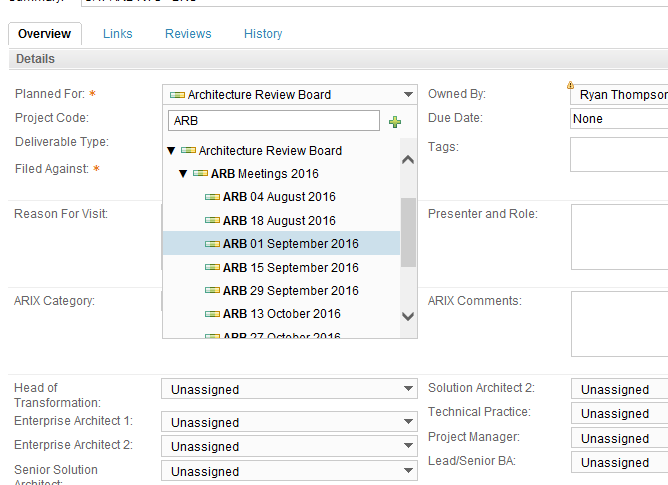 Overview Links Reviews History
Details
Planned For: * Architecture Review Board Owned By: Ryan Thompson
Project Code: ARB Due Date: None
Deliverable Type: Architecture Review Board Tags:
Filed Against: * ARB Meetings 2016
ARB 04 August 2016
Reason For Visit: ARB 18 August 2016 Presenter and Role:
ARB 01 September 2016
ARB 15 September 2016
ARB 29 September 2016
ARIX Category: ARB 13 October 2016 ARIX Comments:
ARB 27 October 2016
Head of Transformation: Unassigned Solution Architect 2: Unassigned
Technical Practice: Unassigned
Enterprise Architect 1: Unassigned
Project Manager: Unassigned
Enterprise Architect 2: Unassigned
Lead/Senior BA: Unassigned
Senior Solution Architect: Unassigned